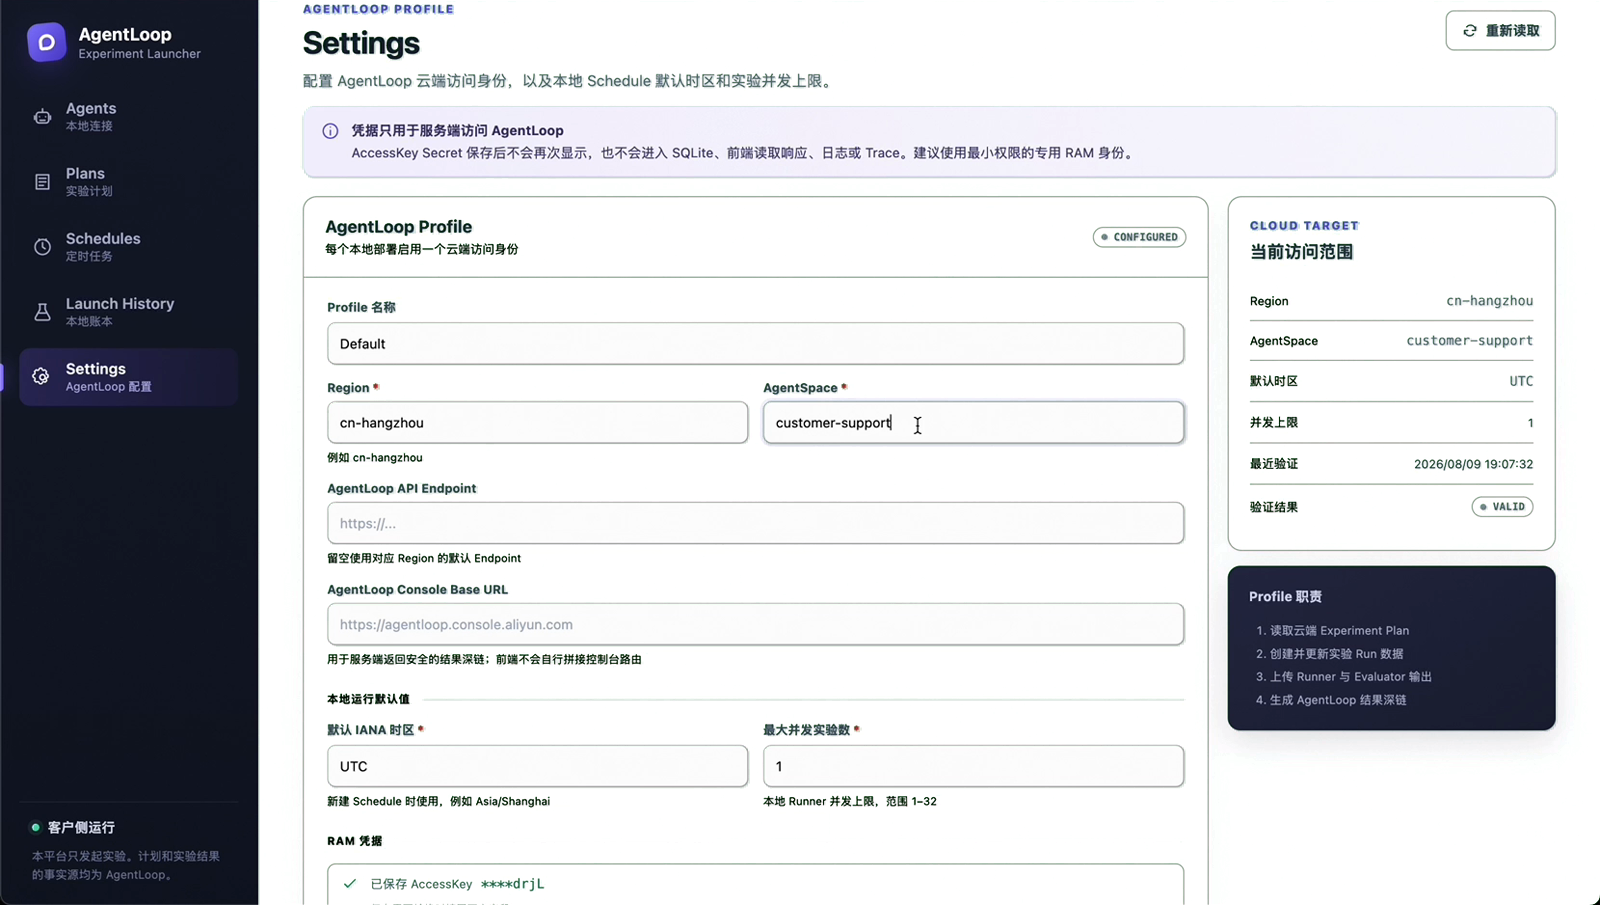 AgentLoop
Experiment Launcher
Agents
本地连接
Plans
实验计划
Schedules
定时任务
Launch History
本地账本
Settings
AgentLoop 配置
客户侧运行
本平台只发起实验。计划和实验结果
的事实源均为 AgentLoop。
AGENTLOOP PROFILE
Settings
配置 AgentLoop 云端访问身份，以及本地 Schedule 默认时区和实验并发上限。
重新读取
凭据只用于服务端访问 AgentLoop
AccessKey Secret 保存后不会再次显示，也不会进入 SQLite、前端读取响应、日志或 Trace。建议使用最小权限的专用 RAM 身份。
AgentLoop Profile
每个本地部署启用一个云端访问身份
CONFIGURED
Profile 名称
Default
Region *
AgentSpace *
cn-hangzhou
customer-support
例如 cn-hangzhou
AgentLoop API Endpoint
https://...
留空使用对应 Region 的默认 Endpoint
AgentLoop Console Base URL
https://agentloop.console.aliyun.com
用于服务端返回安全的结果深链；前端不会自行拼接控制台路由
本地运行默认值
默认 IANA 时区 *
最大并发实验数 *
UTC
1
新建 Schedule 时使用，例如 Asia/Shanghai
本地 Runner 并发上限，范围 1–32
RAM 凭据
已保存 AccessKey ****drjL
CLOUD TARGET
当前访问范围
Region cn-hangzhou
AgentSpace customer-support
默认时区 UTC
并发上限 1
最近验证 2026/08/09 19:07:32
验证结果 VALID
Profile 职责
1. 读取云端 Experiment Plan
2. 创建并更新实验 Run 数据
3. 上传 Runner 与 Evaluator 输出
4. 生成 AgentLoop 结果深链